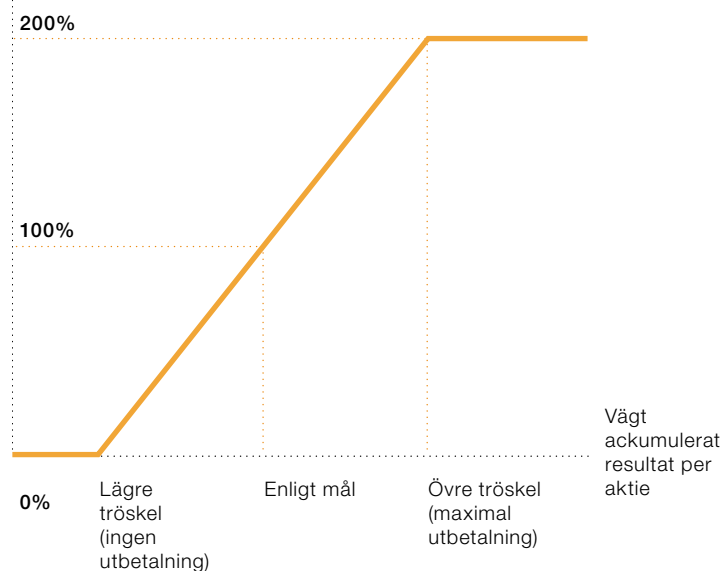 200%
100%
Vägt
ackumulerat
resultat per
aktie
0%
Lägre
tröskel
(ingen
utbetalning)
Enligt mål
Övre tröskel
(maximal
utbetalning)